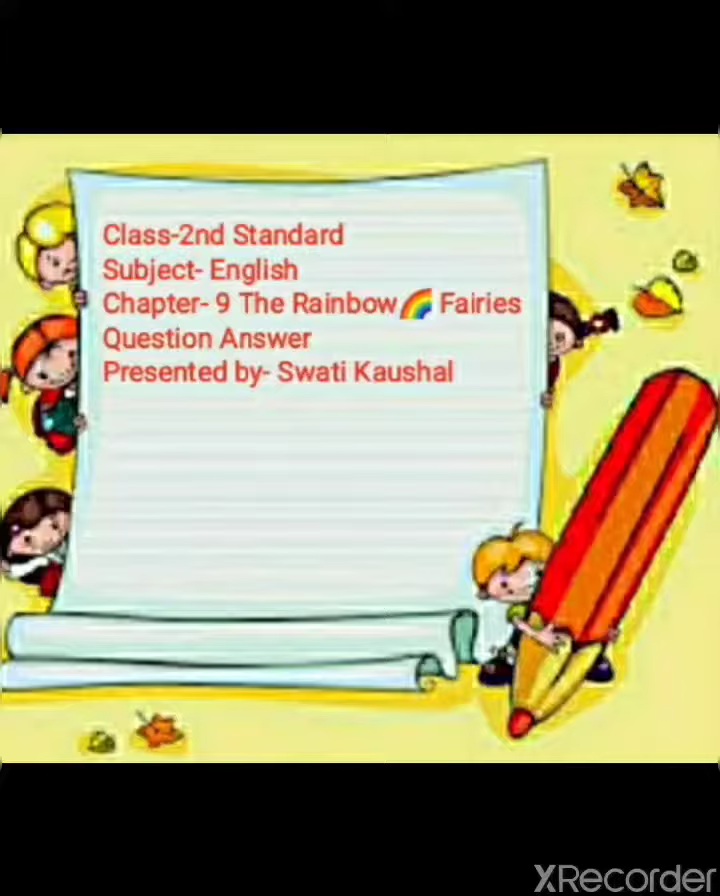 Class-2nd Standard
Subject- English
Chapter- 9 The Rainbow🌈 Fairies
Question Answer
Presented by- Swati Kaushal
XRecorder